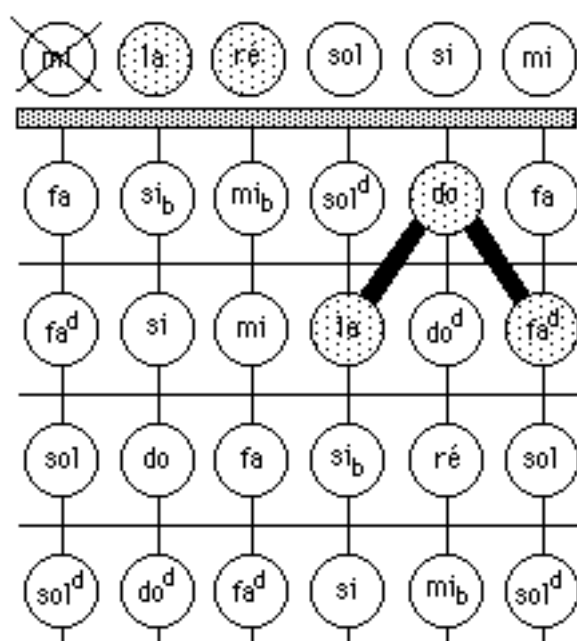 mi la ré sol si mi
fa si♭ mi♭ sol^d do fa
fa^d si mi la do^d fa^d
sol do fa si♭ ré sol
sol^d do^d fa^d si mi♭ sol^d